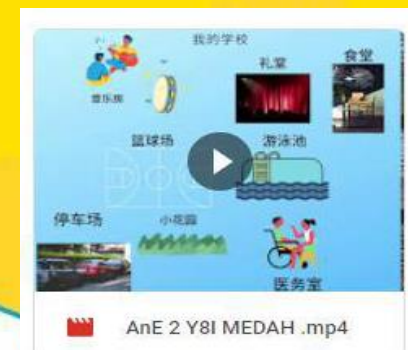 我的学校
礼堂
食堂
音乐族
篮球场
游泳池
停车场
小花园
医务室
AnE 2 Y8I MEDAH .mp4